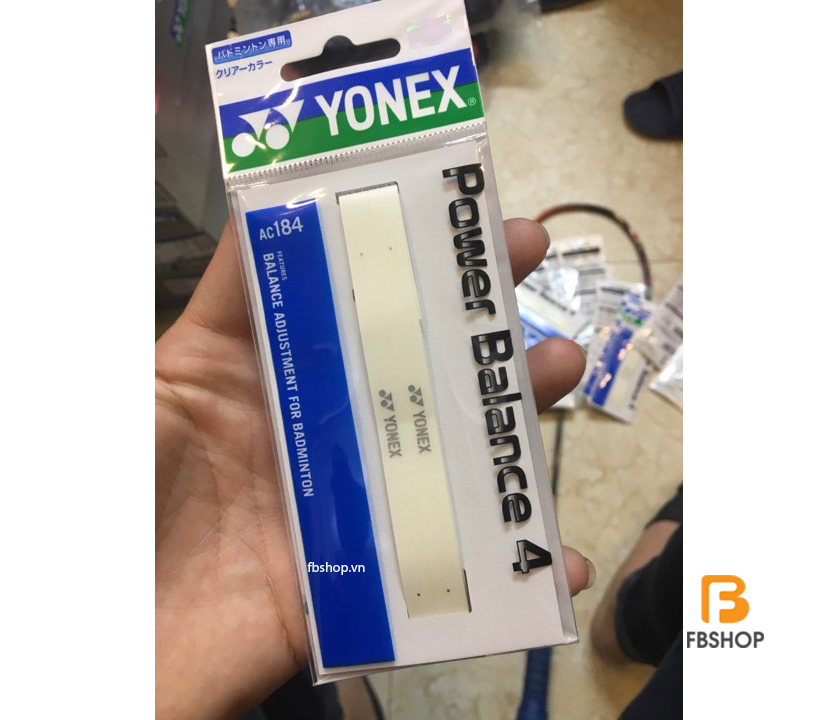 バドミントン専用
クリアーカラー
YONEX®
AC184
FEATURES
BALANCE ADJUSTMENT FOR BADMINTON
YONEX
YONEX
Power Balance 4
fbshop.vn
FBSHOP